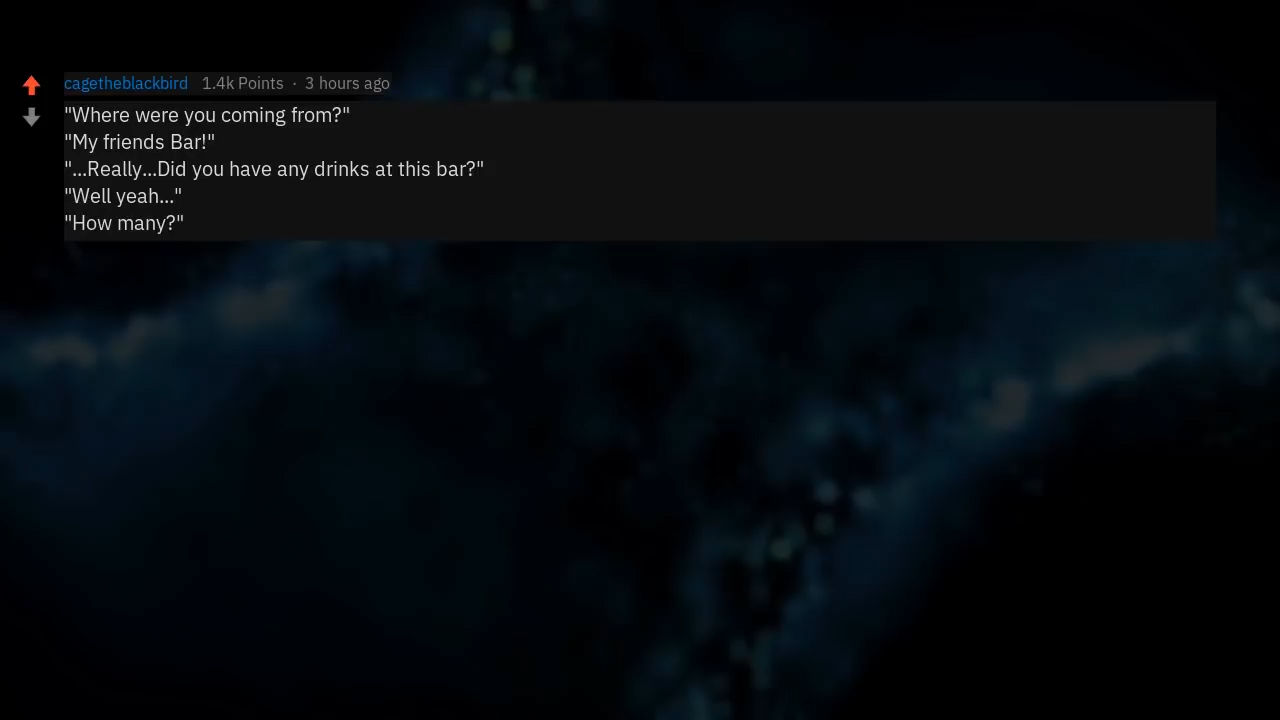 cagetheblackbird 1.4k Points · 3 hours ago
"Where were you coming from?"
"My friends Bar!"
"...Really...Did you have any drinks at this bar?"
"Well yeah..."
"How many?"